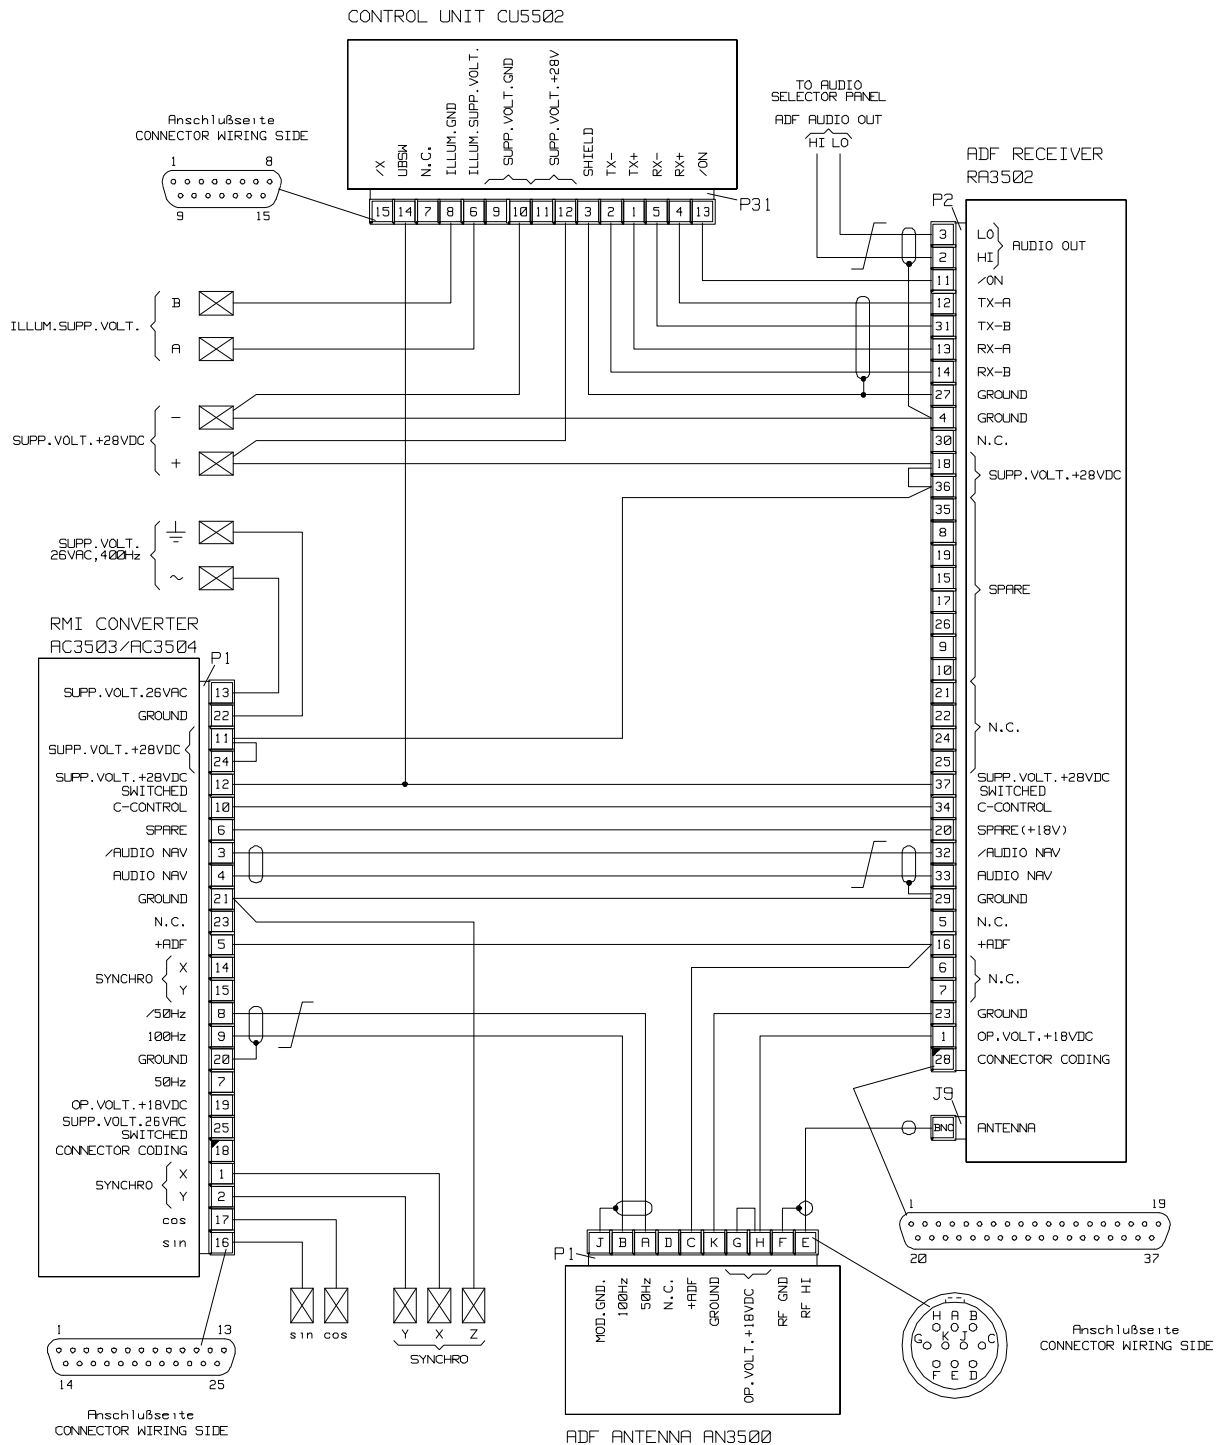 CONTROL UNIT CU5502
/X
UBSW
N.C.
ILLUM.GND
ILLUM.SUPP.VOLT.
SUPP.VOLT.GND
SUPP.VOLT.+28V
SHIELD
TX-
TX+
RX-
RX+
/ON
15 14 7 8 6 9 10 11 12 3 2 1 5 4 13
P31
Anschlußseite
CONNECTOR WIRING SIDE
1 8
9 15
TO AUDIO
SELECTOR PANEL
ADF AUDIO OUT
HI LO
ADF RECEIVER
RA3502
P2
3 LO
2 HI
AUDIO OUT
11 /ON
12 TX-A
31 TX-B
13 RX-A
14 RX-B
27 GROUND
4 GROUND
30 N.C.
18
36
SUPP.VOLT.+28VDC
35
8
19
15
17
26
9
10
SPARE
21
22
24
25
N.C.
37 SUPP.VOLT.+28VDC
SWITCHED
34 C-CONTROL
20 SPARE(+18V)
32 /AUDIO NAV
33 AUDIO NAV
29 GROUND
5 N.C.
16 +ADF
6
7
N.C.
23 GROUND
1 OP.VOLT.+18VDC
28 CONNECTOR CODING
J9
BNC ANTENNA
1 19
20 37
ILLUM.SUPP.VOLT.
B
A
SUPP.VOLT.+28VDC
-
+
SUPP.VOLT.
26VAC,400Hz
~
RMI CONVERTER
AC3503/AC3504
P1
SUPP.VOLT.26VAC 13
GROUND 22
SUPP.VOLT.+28VDC
11
24
SUPP.VOLT.+28VDC
SWITCHED 12
C-CONTROL 10
SPARE 6
/AUDIO NAV 3
AUDIO NAV 4
GROUND 21
N.C. 23
+ADF 5
SYNCHRO
X 14
Y 15
/50Hz 8
100Hz 9
GROUND 20
50Hz 7
OP.VOLT.+18VDC 19
SUPP.VOLT.26VAC
SWITCHED 25
CONNECTOR CODING 18
SYNCHRO
X 1
Y 2
cos 17
sin 16
sin cos
Y X Z
SYNCHRO
1 13
14 25
Anschlußseite
CONNECTOR WIRING SIDE
P1
J B A D C K G H F E
MOD.GND.
100Hz
50Hz
N.C.
+ADF
GROUND
OP.VOLT.+18VDC
RF GND
RF HI
ADF ANTENNA AN3500
H A B
G K J C
F E D
Anschlußseite
CONNECTOR WIRING SIDE